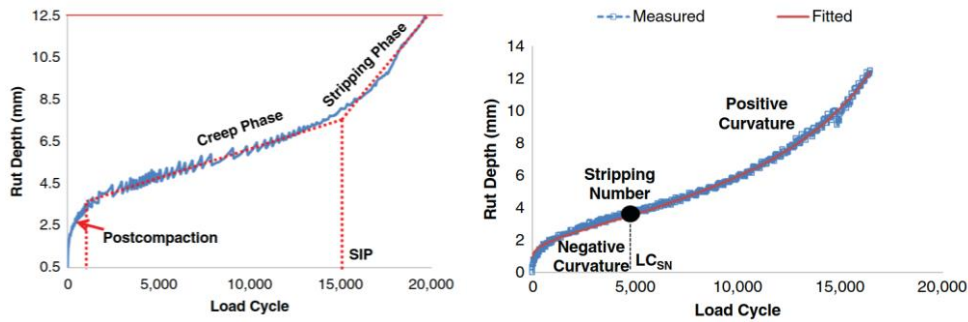 12.5
10.5
8.5
6.5
4.5
2.5
0.5
Rut Depth (mm)
Postcompaction
Creep Phase
Stripping Phase
SIP
0
5,000
10,000
15,000
20,000
Load Cycle
Measured
Fitted
14
12
10
8
6
4
2
0
Rut Depth (mm)
Positive
Curvature
Stripping
Number
Negative
Curvature
LCSN
0
5,000
10,000
15,000
20,000
Load Cycle